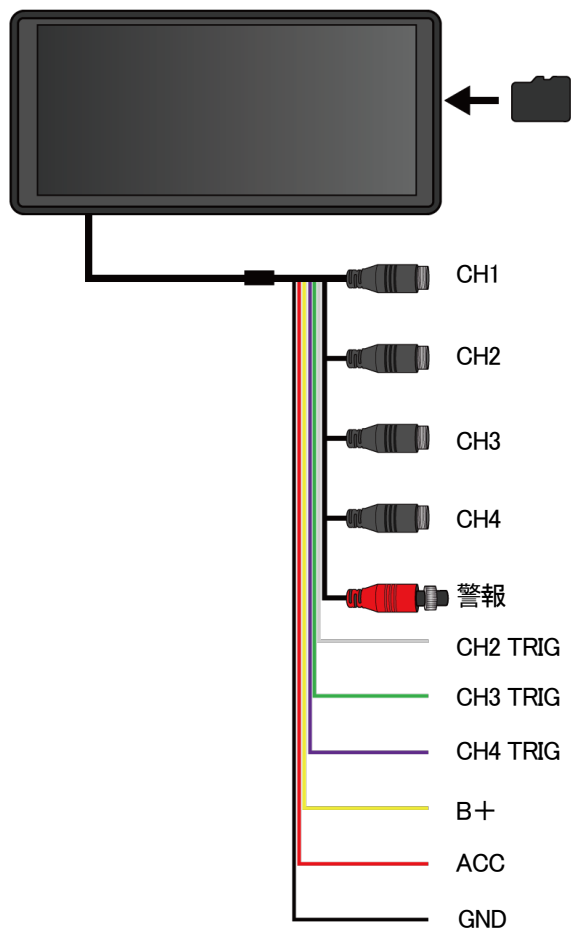 CH1
CH2
CH3
CH4
警報
CH2 TRIG
CH3 TRIG
CH4 TRIG
B＋
ACC
GND